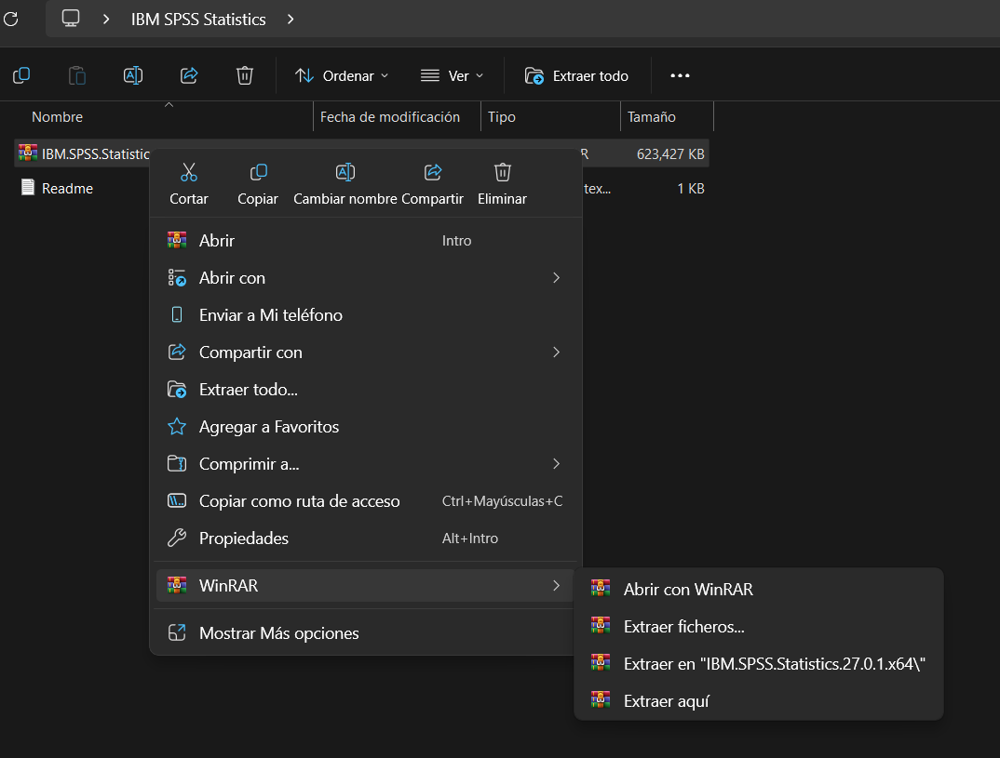 IBM SPSS Statistics
Ordenar Ver Extraer todo
Nombre Fecha de modificación Tipo Tamaño
IBM.SPSS.Statistic R 623,427 KB
Readme tex... 1 KB
Cortar Copiar Cambiar nombre Compartir Eliminar
Abrir Intro
Abrir con
Enviar a Mi teléfono
Compartir con
Extraer todo...
Agregar a Favoritos
Comprimir a...
Copiar como ruta de acceso Ctrl+Mayúsculas+C
Propiedades Alt+Intro
WinRAR
Abrir con WinRAR
Extraer ficheros...
Mostrar Más opciones
Extraer en "IBM.SPSS.Statistics.27.0.1.x64\"
Extraer aquí